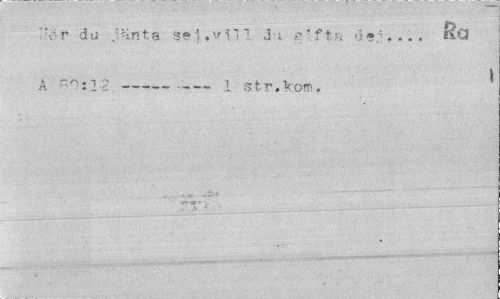 Hör du jänta sej.vill du gifta dej.... Ra
A 60:12 ----- --- 1 str.kom.